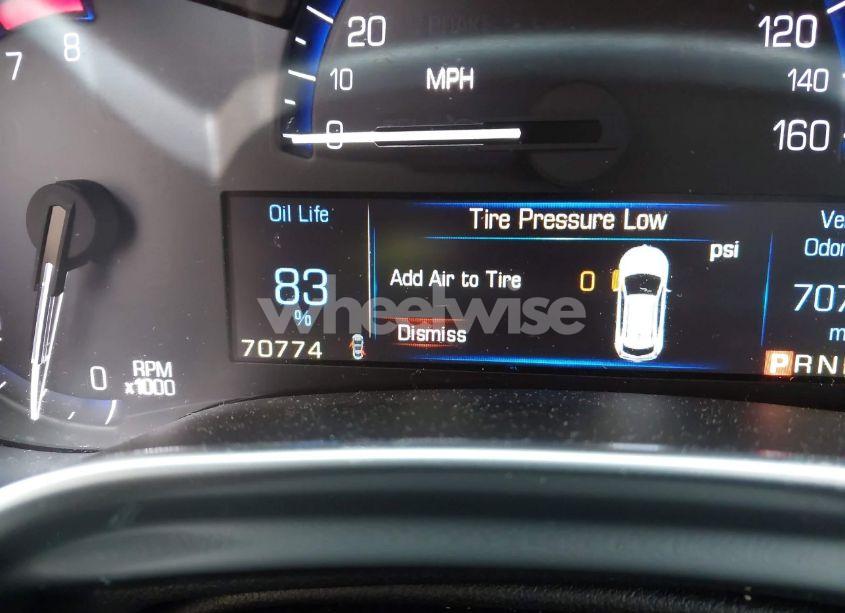 7
8
20
120
10
MPH
140
0
160
Oil Life
Tire Pressure Low
psi
Add Air to Tire
0
83
%
wheelwise
Dismiss
70774
PRN
0
RPM
x1000